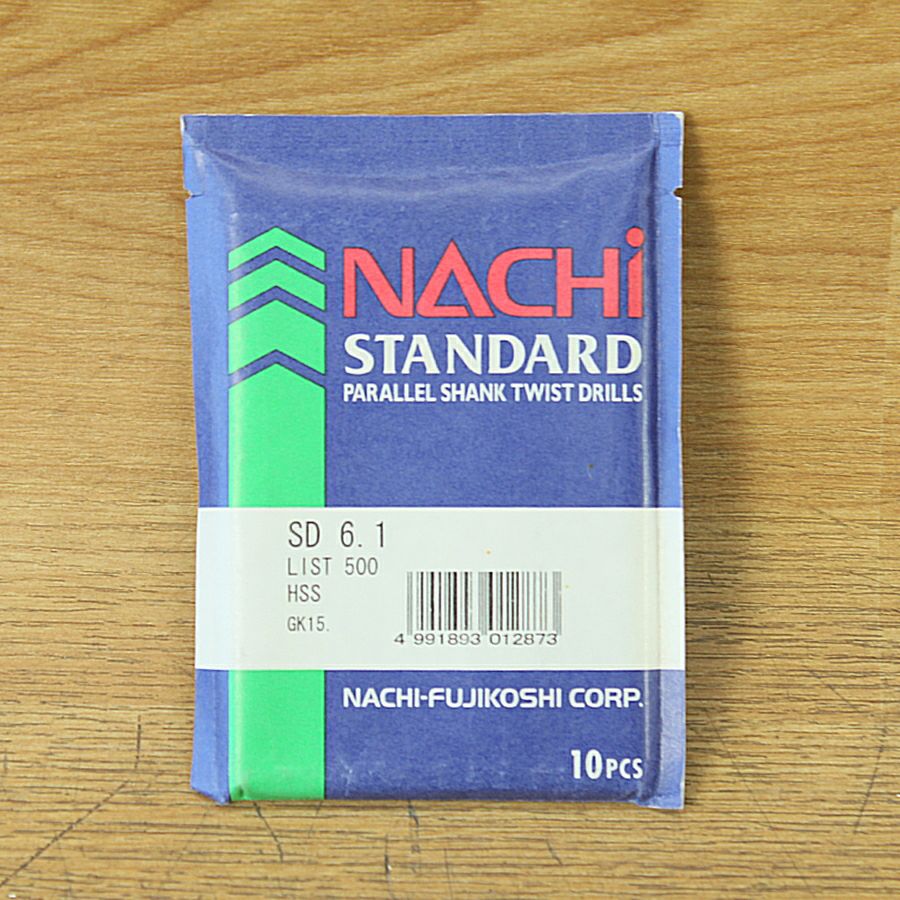 NACHi
STANDARD
PARALLEL SHANK TWIST DRILLS
SD 6.1
LIST 500
HSS
GK15.
4 991893 012873
NACHI-FUJIKOSHI CORP.
10PCS